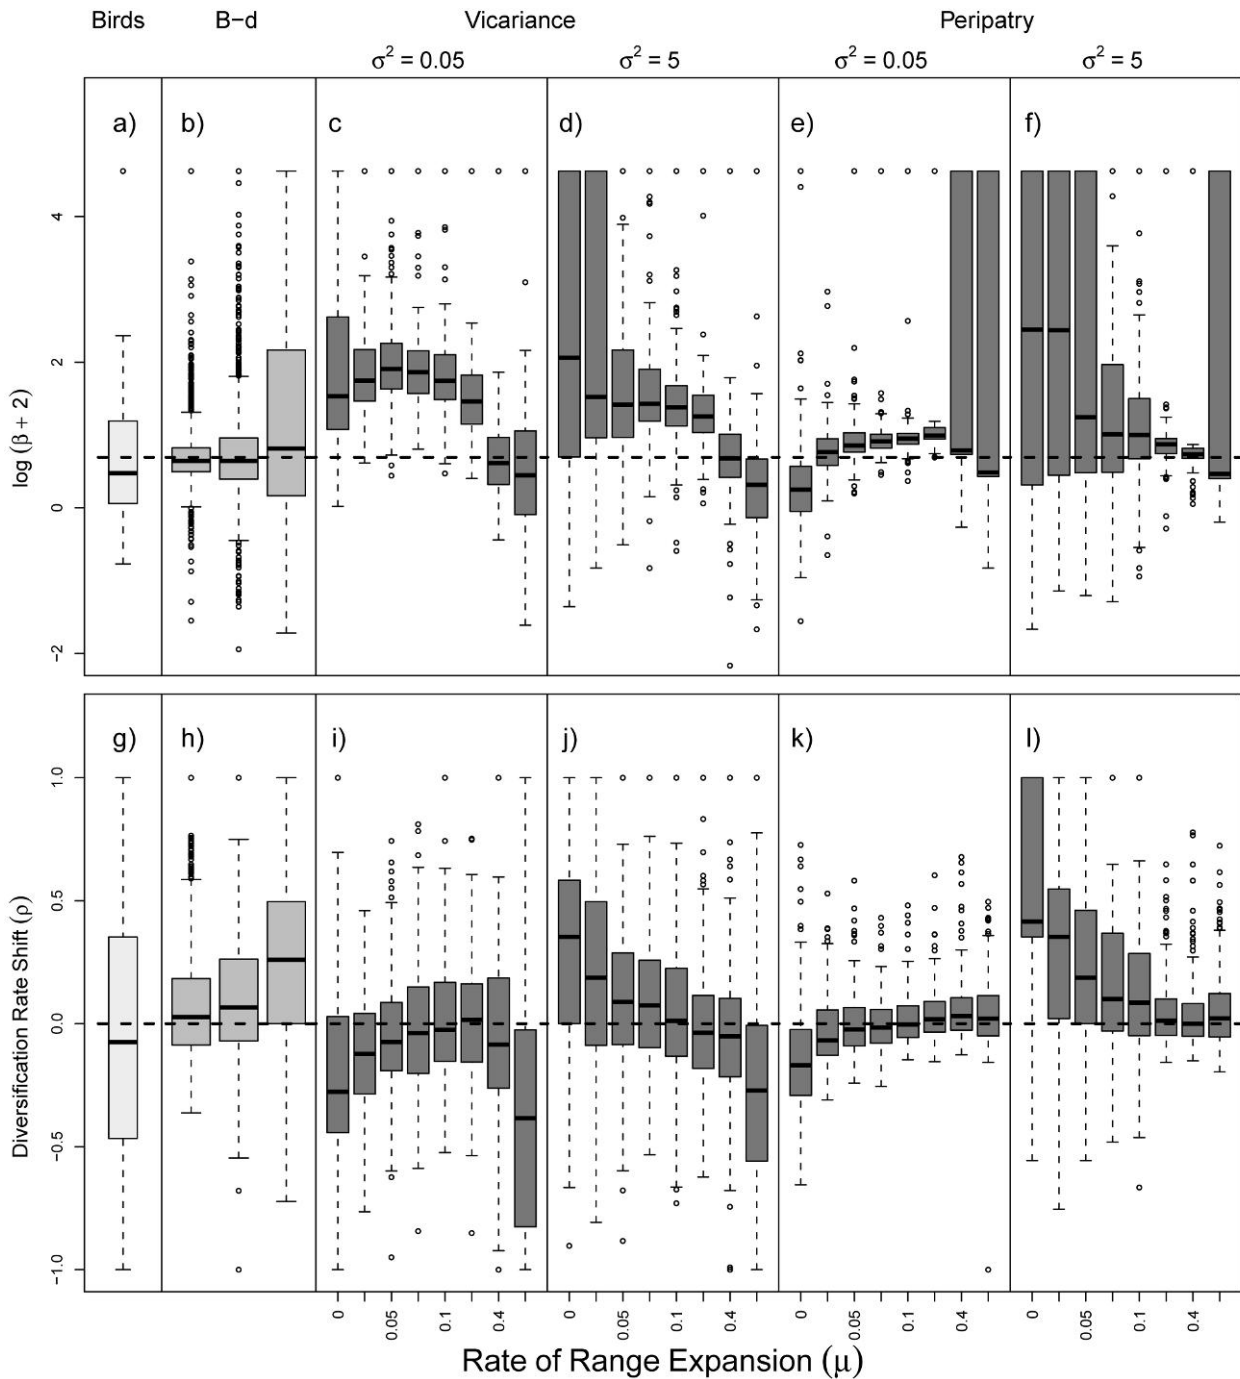 Birds B−d Vicariance Peripatry
σ² = 0.05 σ² = 5 σ² = 0.05 σ² = 5
a) b) c d) e) f)
4
2
0
−2
log (β + 2)
g) h) i) j) k) l)
1.0
0.5
0.0
−0.5
−1.0
Diversification Rate Shift (ρ)
0 0.05 0.1 0.4 0 0.05 0.1 0.4 0 0.05 0.1 0.4 0 0.05 0.1 0.4
Rate of Range Expansion (μ)